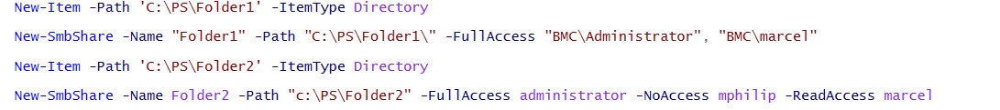 New-Item -Path 'C:\PS\Folder1' -ItemType Directory
New-SmbShare -Name "Folder1" -Path "C:\PS\Folder1\" -FullAccess "BMC\Administrator", "BMC\marcel"
New-Item -Path 'C:\PS\Folder2' -ItemType Directory
New-SmbShare -Name Folder2 -Path "c:\PS\Folder2" -FullAccess administrator -NoAccess mphilip -ReadAccess marcel